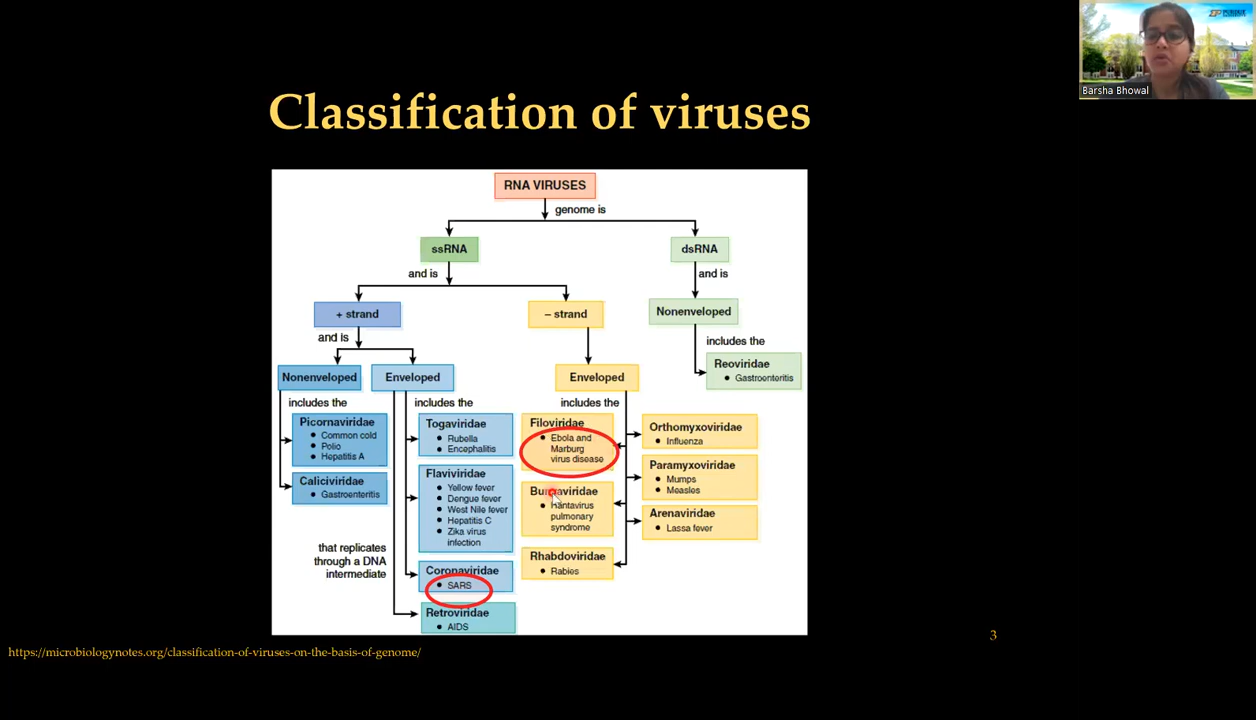 PURDUE
Barsha Bhowal
Classification of viruses
RNA VIRUSES
genome is
ssRNA
dsRNA
and is
and is
+ strand
– strand
Nonenveloped
and is
includes the
Nonenveloped
Enveloped
Enveloped
Reoviridae
• Gastroenteritis
includes the
includes the
includes the
Picornaviridae
• Common cold
• Polio
• Hepatitis A
Caliciviridae
• Gastroenteritis
Togaviridae
• Rubella
• Encephalitis
Flaviviridae
• Yellow fever
• Dengue fever
• West Nile fever
• Hepatitis C
• Zika virus
infection
that replicates
through a DNA
intermediate
Coronaviridae
• SARS
Retroviridae
• AIDS
Filoviridae
• Ebola and
Marburg
virus disease
Bunyaviridae
• Hantavirus
pulmonary
syndrome
Rhabdoviridae
• Rabies
Orthomyxoviridae
• Influenza
Paramyxoviridae
• Mumps
• Measles
Arenaviridae
• Lassa fever
3
https://microbiologynotes.org/classification-of-viruses-on-the-basis-of-genome/